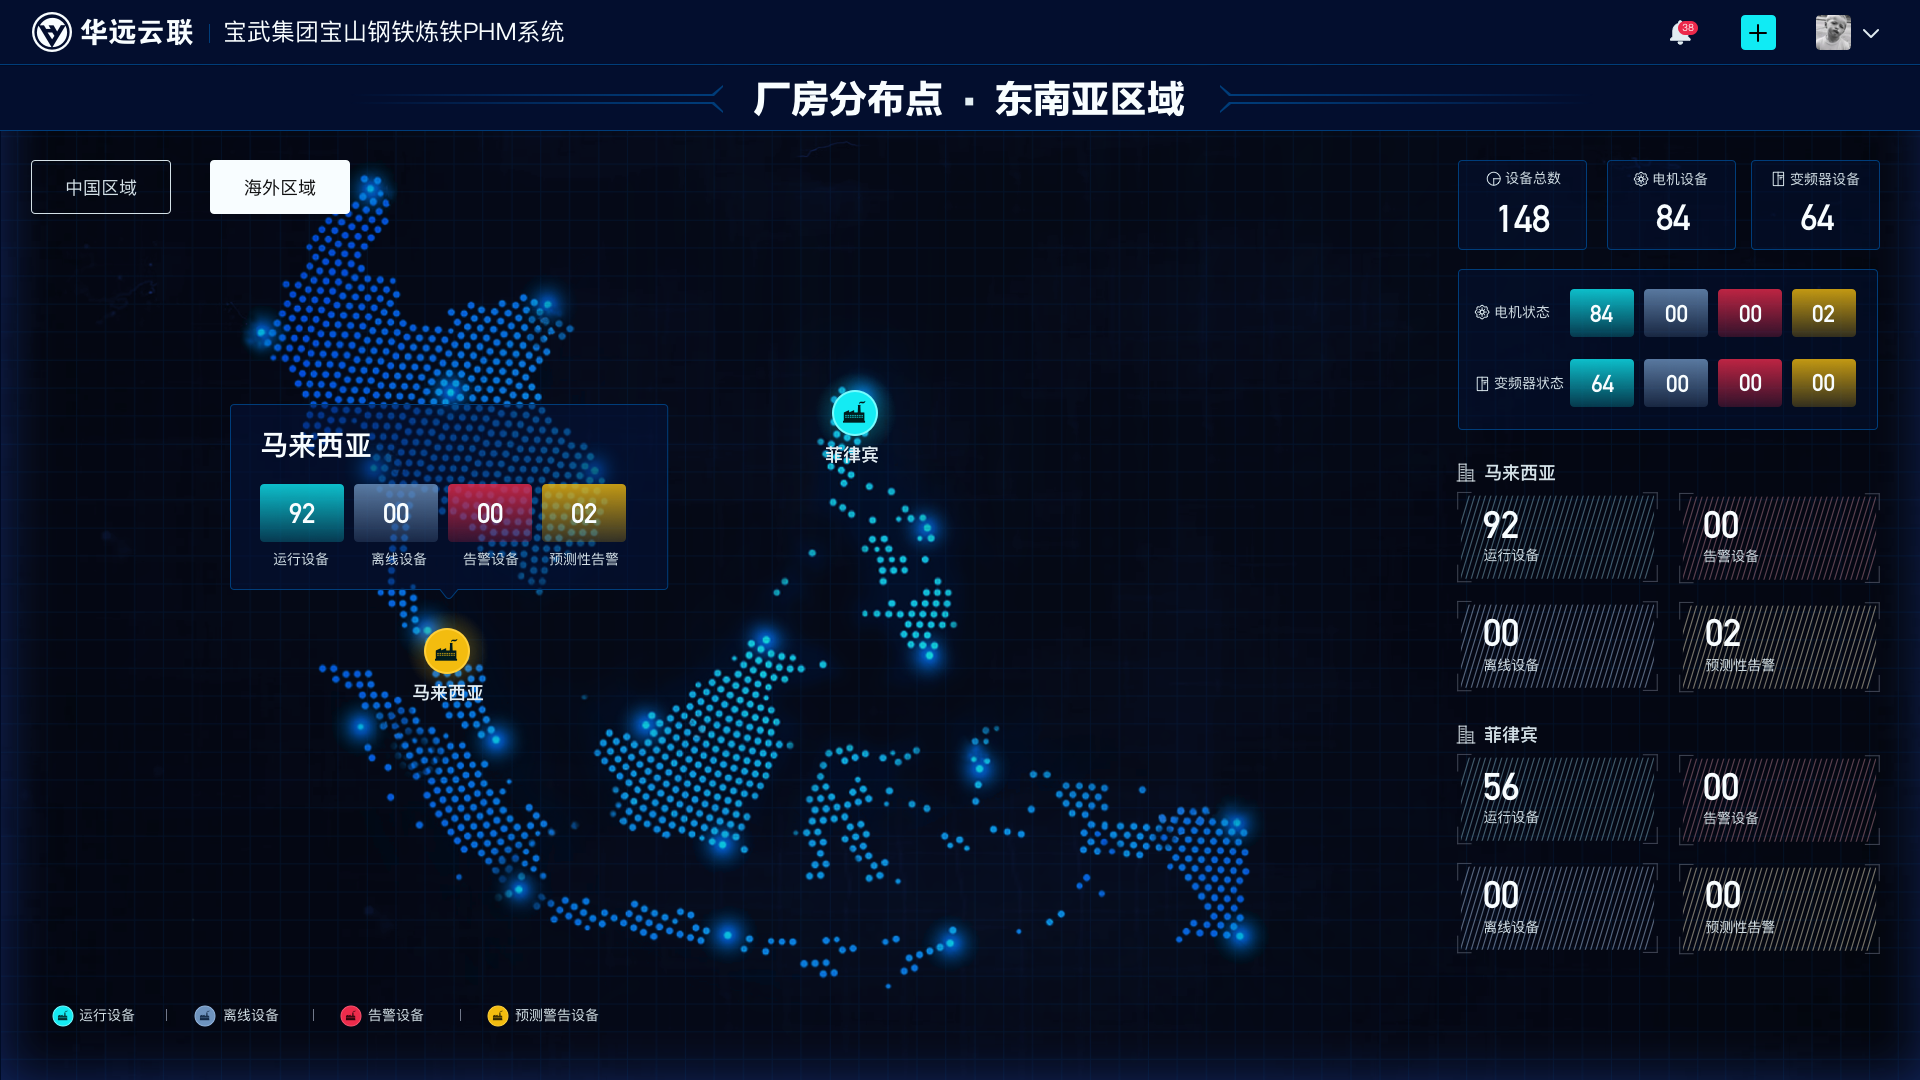 华远云联 宝武集团宝山钢铁炼铁PHM系统
38
厂房分布点 · 东南亚区域
中国区域
海外区域
设备总数
148
电机设备
84
变频器设备
64
电机状态 84 00 00 02
变频器状态 64 00 00 00
马来西亚
92 00 00 02
运行设备 离线设备 告警设备 预测性告警
菲律宾
马来西亚
马来西亚
92
运行设备
00
告警设备
00
离线设备
02
预测性告警
菲律宾
56
运行设备
00
告警设备
00
离线设备
00
预测性告警
运行设备 | 离线设备 | 告警设备 | 预测警告设备